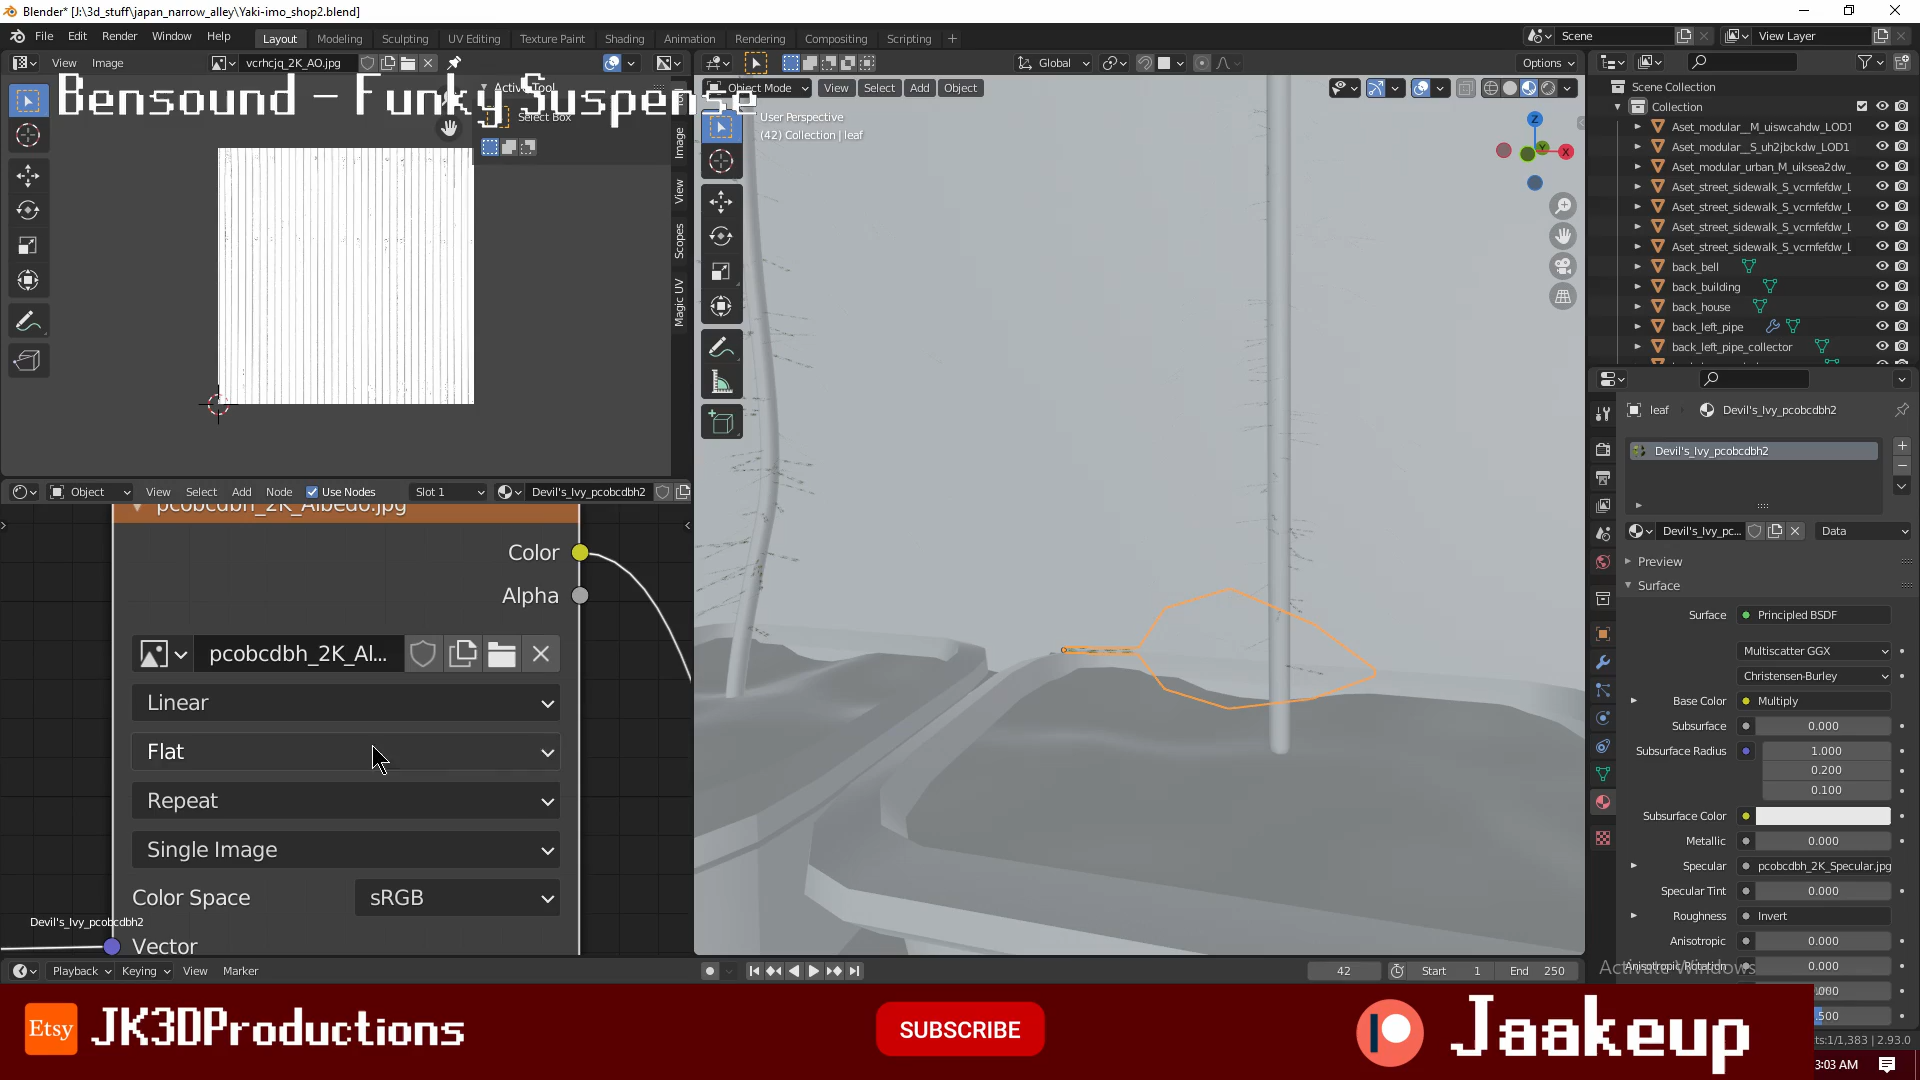 Blender* [J:\3d_stuff\japan_narrow_alley\Yaki-imo_shop2.blend]
File Edit Render Window Help
Layout Modeling Sculpting UV Editing Texture Paint Shading Animation Rendering Compositing Scripting
Scene
View Layer
View Image
vcrhcjq_2K_AO.jpg
Bensound - Funky Suspense
Select Box
Tool
Image
View
Scopes
Magic UV
Global
Options
Object Mode View Select Add Object
User Perspective
(42) Collection | leaf
Z
Y
X
Scene Collection
Collection
Aset_modular__M_uiswcahdw_LOD1
Aset_modular__S_uh2jbckdw_LOD1
Aset_modular_urban_M_uiksea2dw_
Aset_street_sidewalk_S_vcrnfefdw_L
Aset_street_sidewalk_S_vcrnfefdw_L
Aset_street_sidewalk_S_vcrnfefdw_L
Aset_street_sidewalk_S_vcrnfefdw_L
back_bell
back_building
back_house
back_left_pipe
back_left_pipe_collector
Object View Select Add Node Use Nodes Slot 1 Devil's_Ivy_pcobcdbh2
pcobcdbh_2K_Albedo.jpg
Color
Alpha
pcobcdbh_2K_Al...
Linear
Flat
Repeat
Single Image
Color Space sRGB
Devil's_Ivy_pcobcdbh2
Vector
leaf Devil's_Ivy_pcobcdbh2
Devil's_Ivy_pcobcdbh2
Devil's_Ivy_pc... Data
Preview
Surface
Surface Principled BSDF
Multiscatter GGX
Christensen-Burley
Base Color Multiply
Subsurface 0.000
Subsurface Radius 1.000
0.200
0.100
Subsurface Color
Metallic 0.000
Specular pcobcdbh_2K_Specular.jpg
Specular Tint 0.000
Roughness Invert
Anisotropic 0.000
Anisotropic Rotation 0.000
Activate Windows
Playback Keying View Marker
42 Start 1 End 250
Etsy JK3DProductions
SUBSCRIBE
Jaakeup
ts:1/1,383 | 2.93.0
3:03 AM